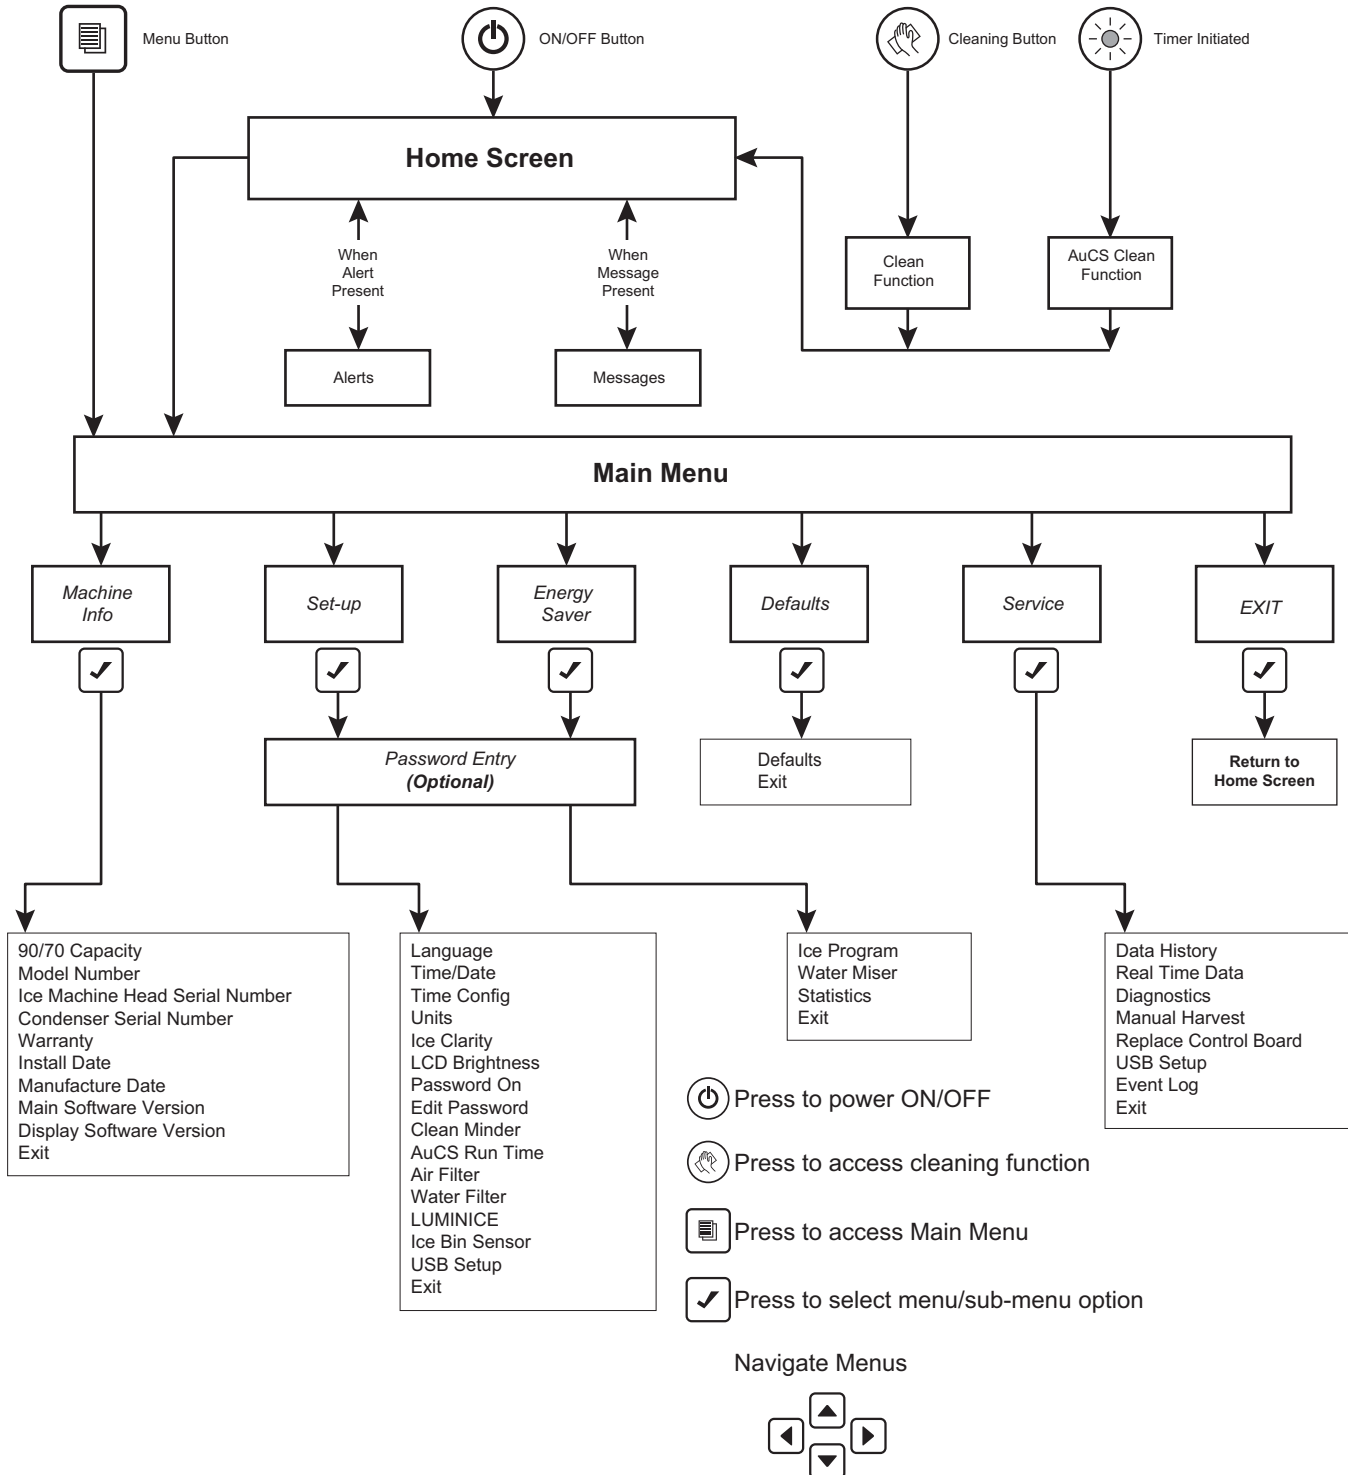 Menu Button
ON/OFF Button
Cleaning Button
Timer Initiated
Home Screen
When
Alert
Present
When
Message
Present
Clean
Function
AuCS Clean
Function
Alerts
Messages
Main Menu
Machine
Info
Set-up
Energy
Saver
Defaults
Service
EXIT
Password Entry
(Optional)
Defaults
Exit
Return to
Home Screen
90/70 Capacity
Model Number
Ice Machine Head Serial Number
Condenser Serial Number
Warranty
Install Date
Manufacture Date
Main Software Version
Display Software Version
Exit
Language
Time/Date
Time Config
Units
Ice Clarity
LCD Brightness
Password On
Edit Password
Clean Minder
AuCS Run Time
Air Filter
Water Filter
LUMINICE
Ice Bin Sensor
USB Setup
Exit
Ice Program
Water Miser
Statistics
Exit
Data History
Real Time Data
Diagnostics
Manual Harvest
Replace Control Board
USB Setup
Event Log
Exit
Press to power ON/OFF
Press to access cleaning function
Press to access Main Menu
Press to select menu/sub-menu option
Navigate Menus